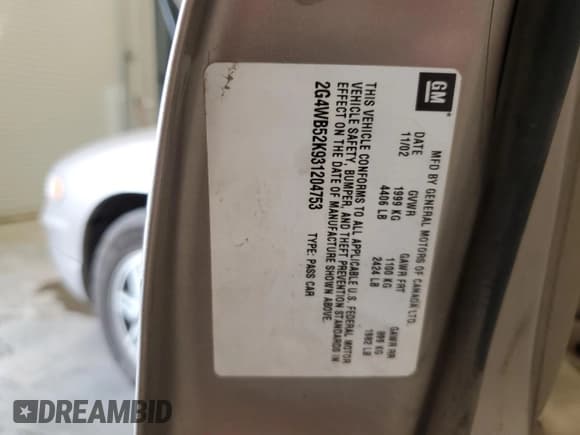 GM
MFD BY GENERAL MOTORS OF CANADA LTD.
DATE GVWR GAWR FRT GAWR RR
11/02 1999 KG 1100 KG 899 KG
4406 LB 2424 LB 1982 LB
THIS VEHICLE CONFORMS TO ALL APPLICABLE U.S. FEDERAL MOTOR
VEHICLE SAFETY, BUMPER, AND THEFT PREVENTION STANDARDS IN
EFFECT ON THE DATE OF MANUFACTURE SHOWN ABOVE.
2G4WB52K931204753 TYPE: PASS CAR
DREAMBID